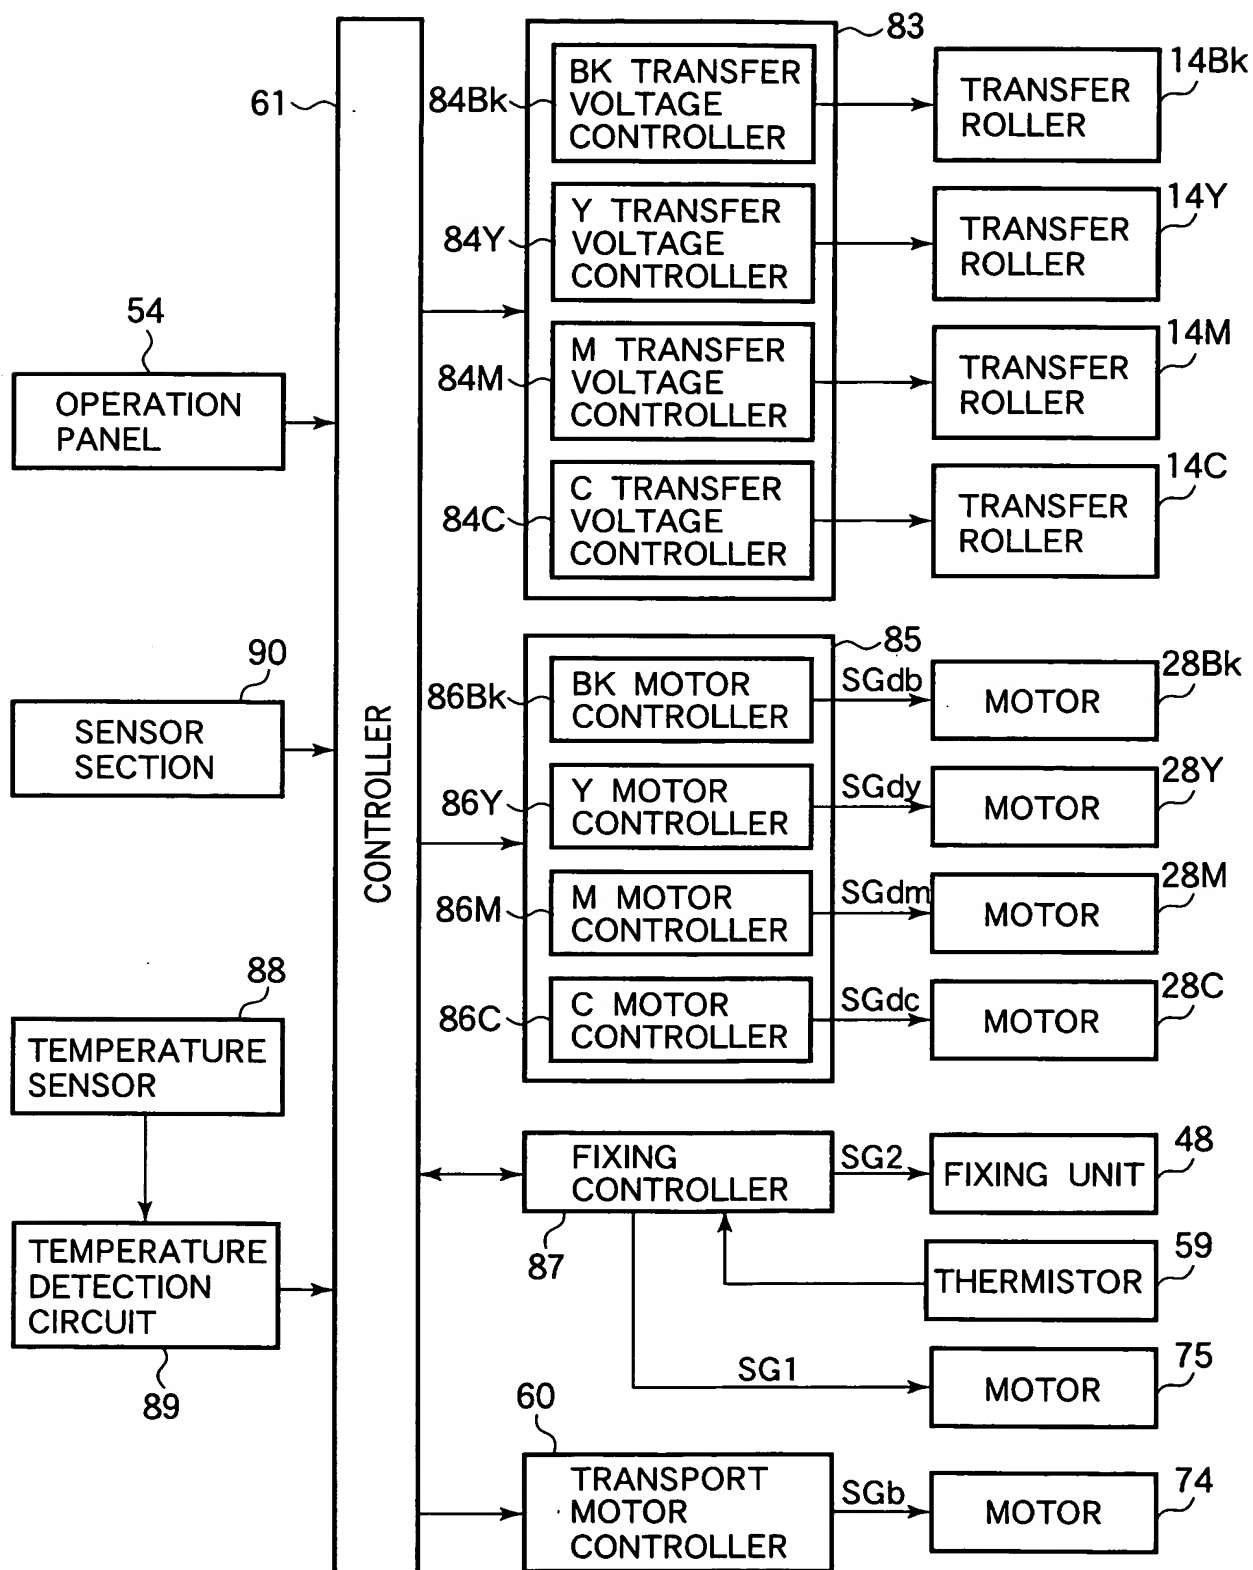 83
61
84Bk
BK TRANSFER
VOLTAGE
CONTROLLER
14Bk
TRANSFER
ROLLER
84Y
Y TRANSFER
VOLTAGE
CONTROLLER
14Y
TRANSFER
ROLLER
54
OPERATION
PANEL
84M
M TRANSFER
VOLTAGE
CONTROLLER
14M
TRANSFER
ROLLER
84C
C TRANSFER
VOLTAGE
CONTROLLER
14C
TRANSFER
ROLLER
90
SENSOR
SECTION
CONTROLLER
85
86Bk
BK MOTOR
CONTROLLER
SGdb
28Bk
MOTOR
86Y
Y MOTOR
CONTROLLER
SGdy
28Y
MOTOR
86M
M MOTOR
CONTROLLER
SGdm
28M
MOTOR
86C
C MOTOR
CONTROLLER
SGdc
28C
MOTOR
88
TEMPERATURE
SENSOR
TEMPERATURE
DETECTION
CIRCUIT
89
FIXING
CONTROLLER
87
SG2
48
FIXING UNIT
59
THERMISTOR
SG1
75
MOTOR
60
TRANSPORT
MOTOR
CONTROLLER
SGb
74
MOTOR